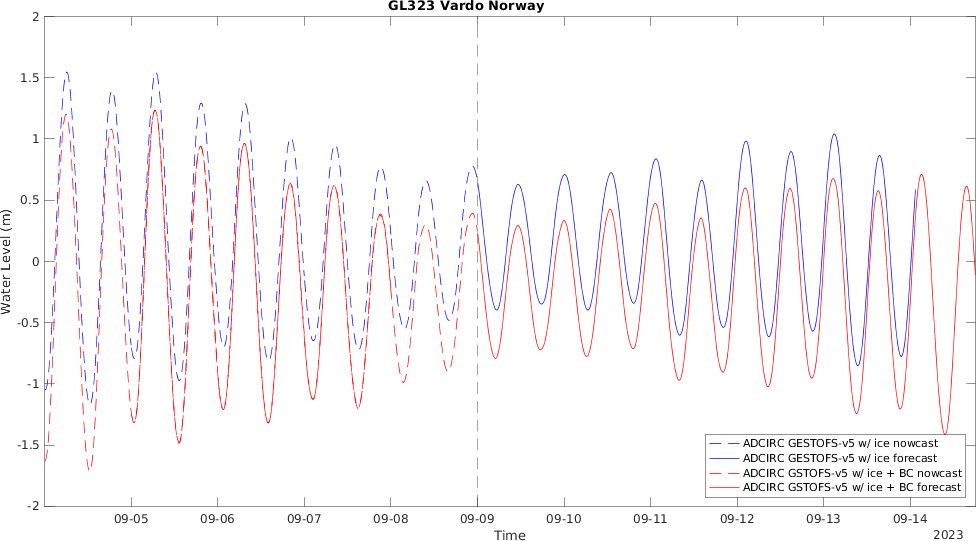 GL323 Vardo Norway
2
1.5
1
0.5
0
-0.5
-1
-1.5
-2
Water Level (m)
09-05 09-06 09-07 09-08 09-09 09-10 09-11 09-12 09-13 09-14
Time
2023
ADCIRC GESTOFS-v5 w/ ice nowcast
ADCIRC GESTOFS-v5 w/ ice forecast
ADCIRC GSTOFS-v5 w/ ice + BC nowcast
ADCIRC GSTOFS-v5 w/ ice + BC forecast